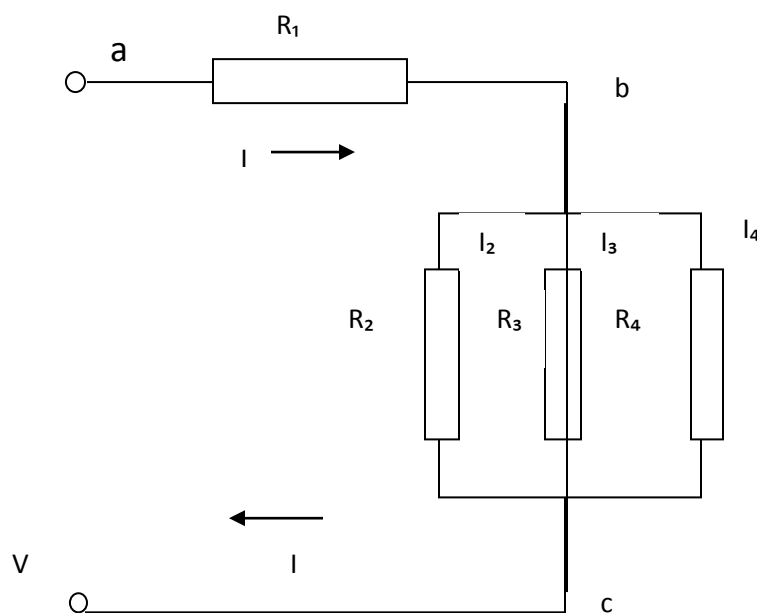 R₁
a
b
I
I₂ I₃ I₄
R₂ R₃ R₄
V I c